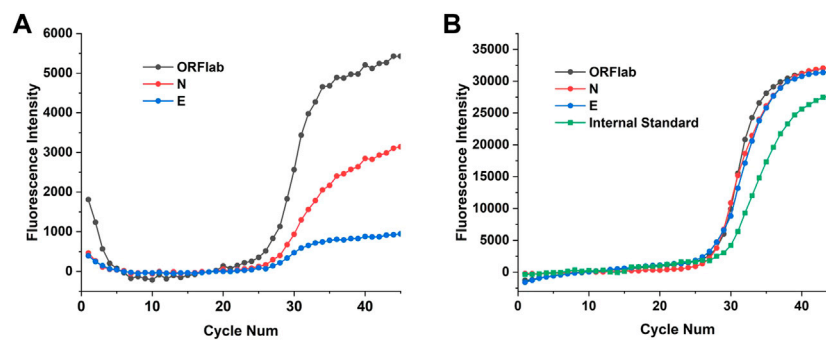 A
ORFlab
N
E
Fluorescence Intensity
6000
5000
4000
3000
2000
1000
0
0 10 20 30 40
Cycle Num
B
ORFlab
N
E
Internal Standard
Fluorescence Intensity
35000
30000
25000
20000
15000
10000
5000
0
0 10 20 30 40
Cycle Num